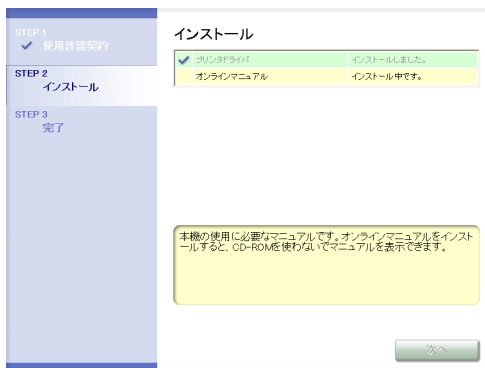 STEP 1
使用許諾契約
STEP 2
インストール
STEP 3
完了
インストール
プリンタドライバ インストールしました。
オンラインマニュアル インストール中です。
本機の使用に必要なマニュアルです。オンラインマニュアルをインスト
ールすると、CD-ROMを使わないでマニュアルを表示できます。
次へ